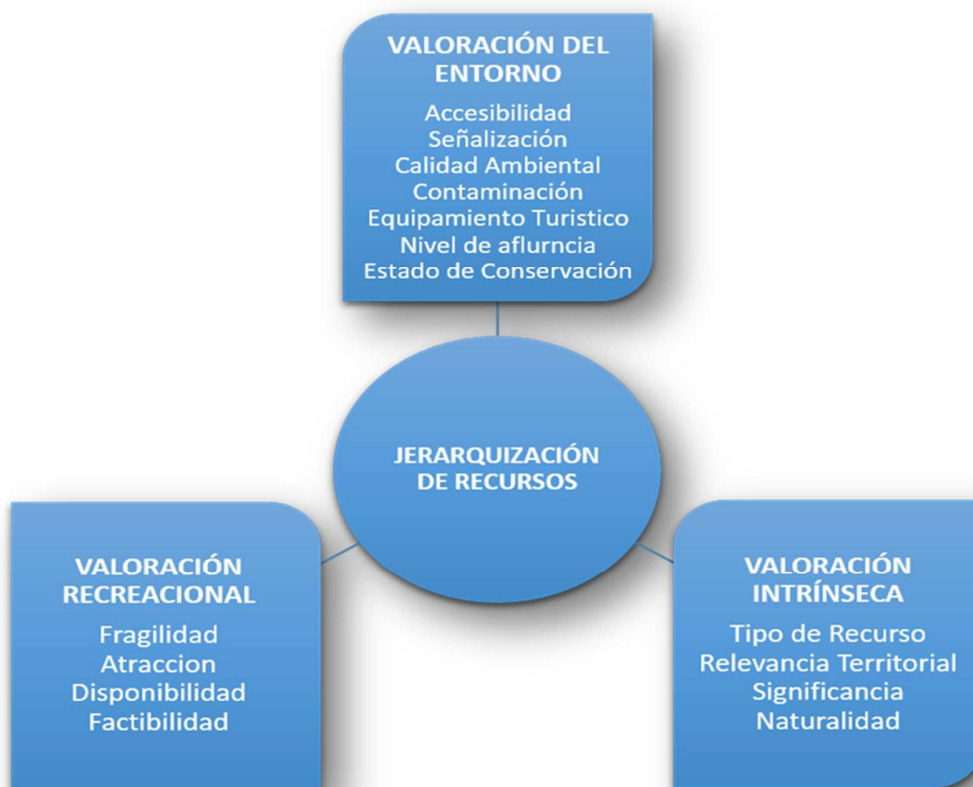 VALORACIÓN DEL
ENTORNO
Accesibilidad
Señalización
Calidad Ambiental
Contaminación
Equipamiento Turistico
Nivel de aflurncia
Estado de Conservación
JERARQUIZACIÓN
DE RECURSOS
VALORACIÓN
RECREACIONAL
Fragilidad
Atraccion
Disponibilidad
Factibilidad
VALORACIÓN
INTRÍNSECA
Tipo de Recurso
Relevancia Territorial
Significancia
Naturalidad